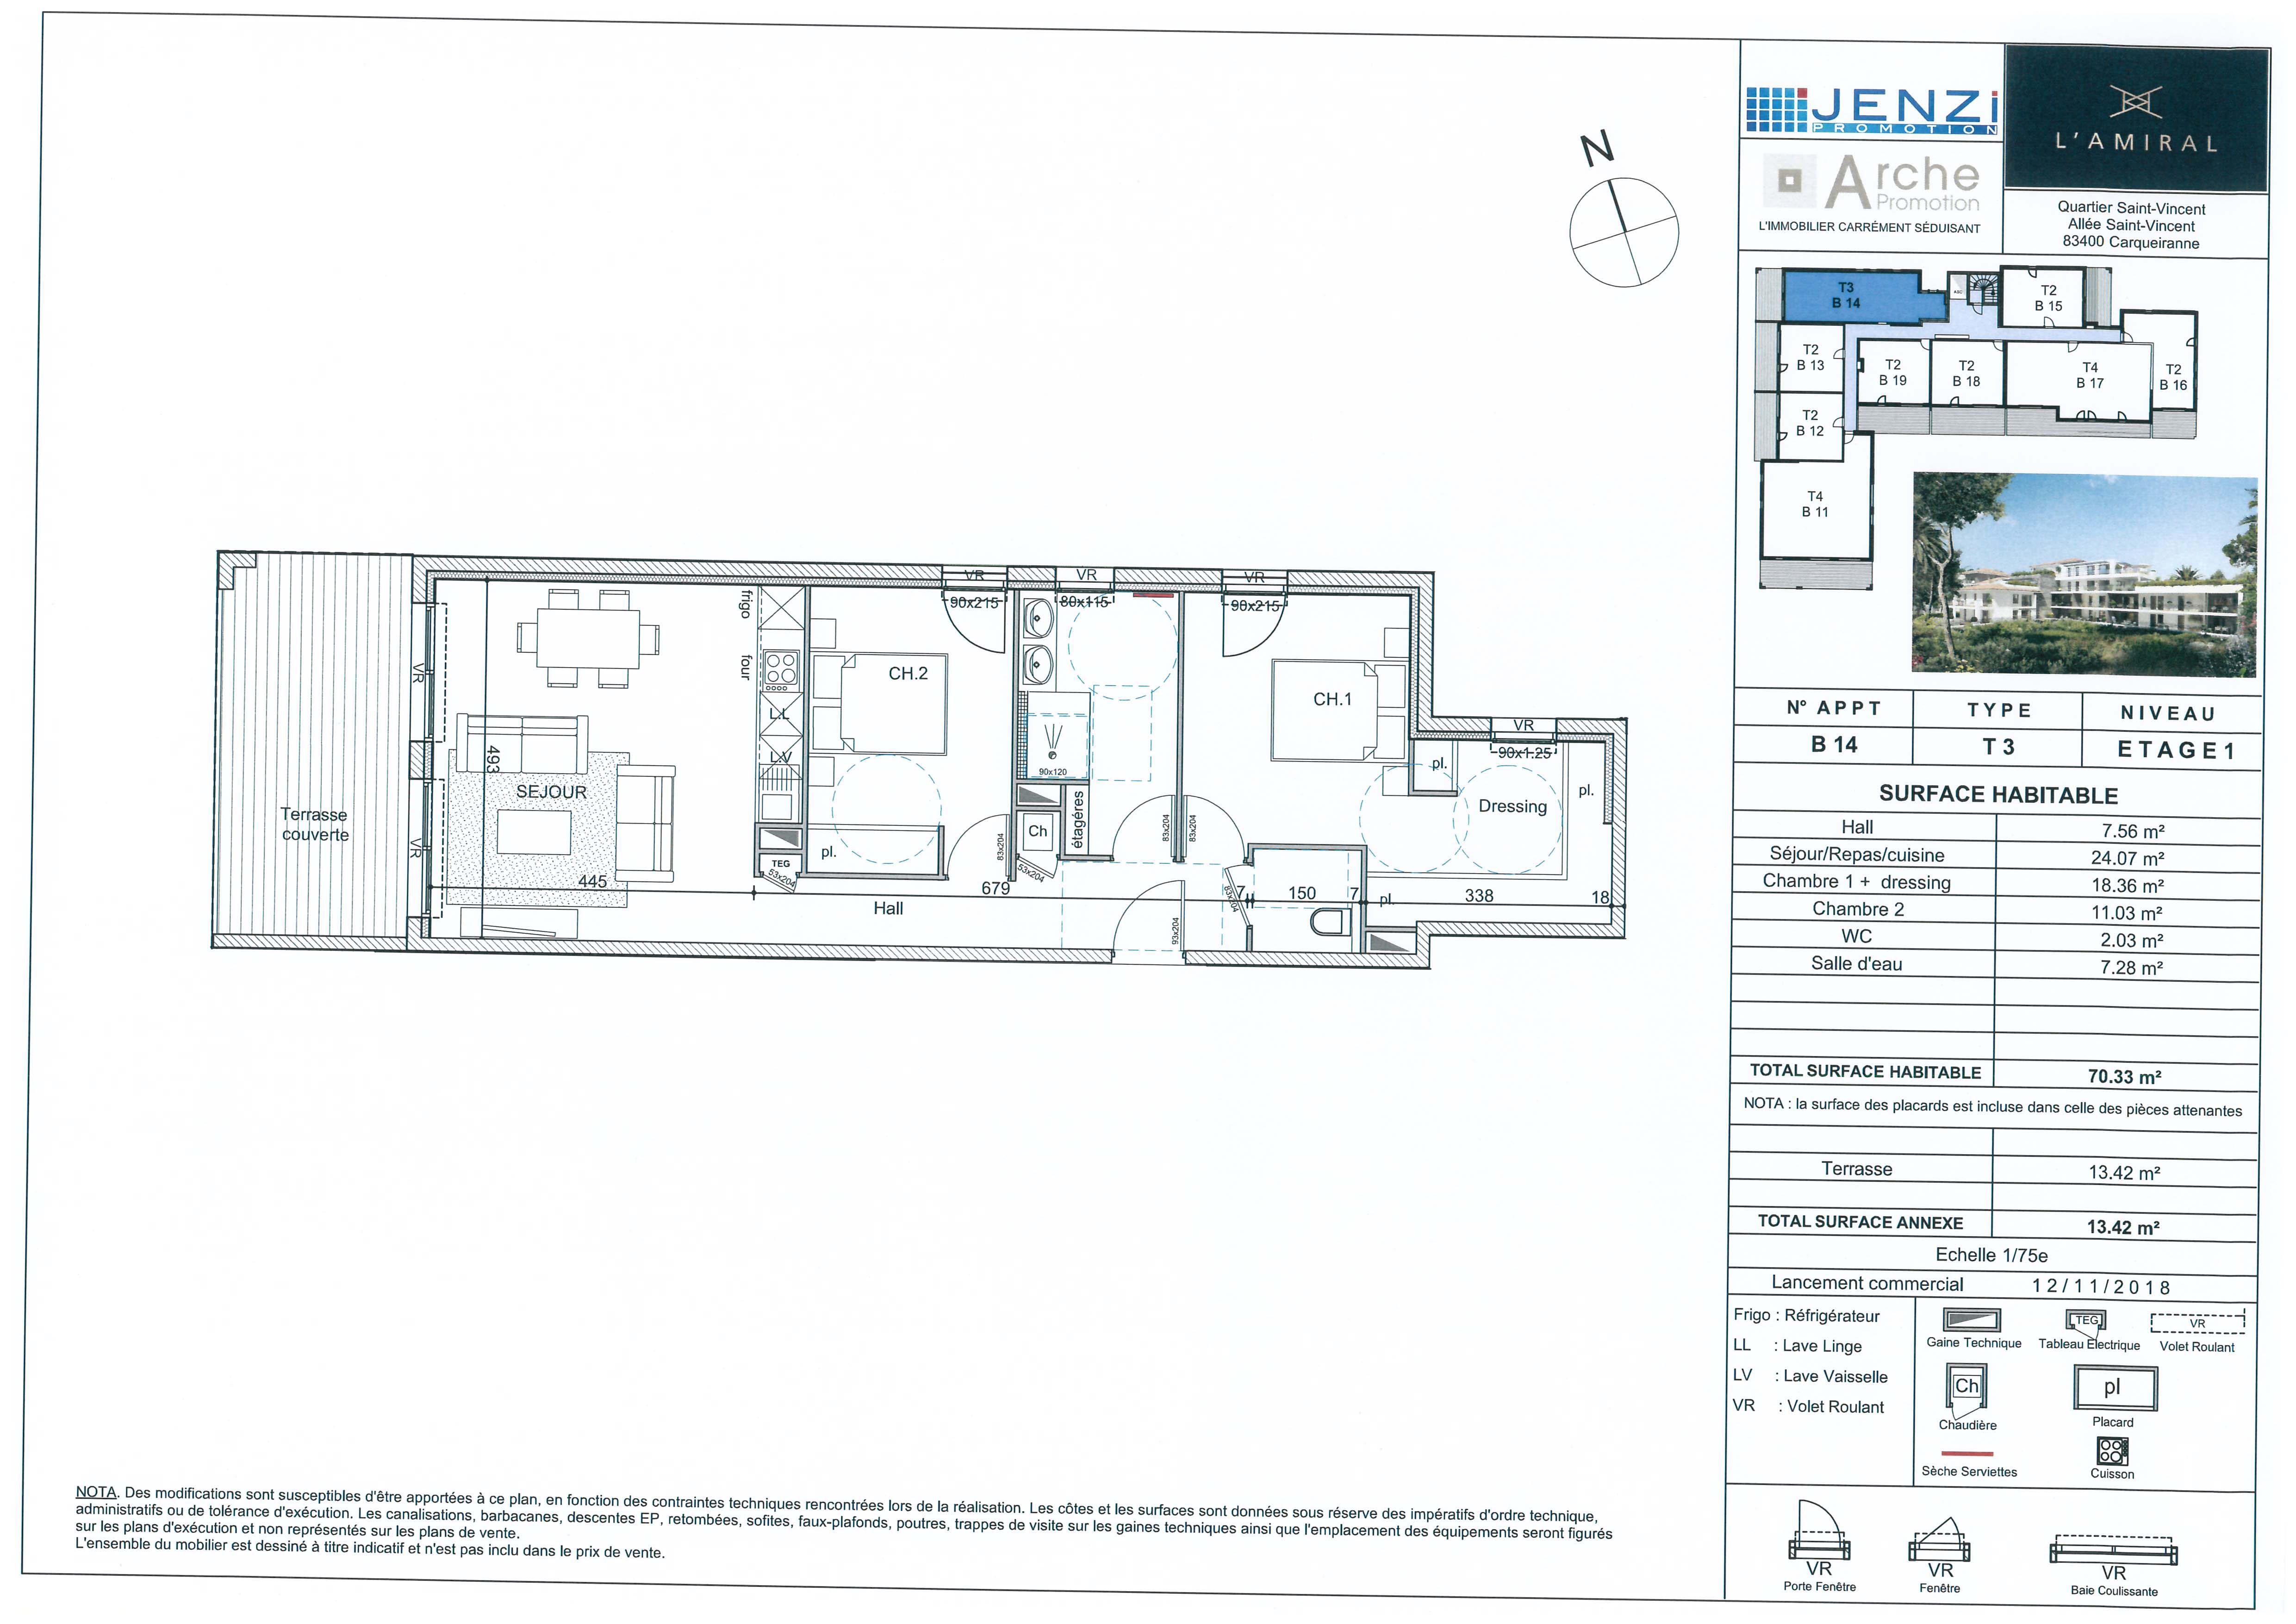 N
JENZi
PROMOTION
Arche
Promotion
L'IMMOBILIER CARRÉMENT SÉDUISANT
L'AMIRAL
Quartier Saint-Vincent
Allée Saint-Vincent
83400 Carqueiranne
T3
B 14
ASC
T2
B 15
T2
B 13
T2
B 19
T2
B 18
T4
B 17
T2
B 16
T2
B 12
T4
B 11
VR
VR
VR
90x215
80x115
90x215
frigo
four
L.L
L.V
CH.2
CH.1
VR
90x1.25
VR
493
SEJOUR
Terrasse
couverte
VR
90x120
étagères
Ch
pl.
pl.
Dressing
pl.
TEG
53x204
83x204
53x204
83x204
83x204
83x204
93x204
445
679
7
150
7
pl.
338
18
Hall
N° APPT
TYPE
NIVEAU
B 14
T 3
ETAGE1
SURFACE HABITABLE
Hall 7.56 m²
Séjour/Repas/cuisine 24.07 m²
Chambre 1 + dressing 18.36 m²
Chambre 2 11.03 m²
WC 2.03 m²
Salle d'eau 7.28 m²
TOTAL SURFACE HABITABLE 70.33 m²
NOTA : la surface des placards est incluse dans celle des pièces attenantes
Terrasse 13.42 m²
TOTAL SURFACE ANNEXE 13.42 m²
Echelle 1/75e
Lancement commercial 12/11/2018
Frigo : Réfrigérateur
LL : Lave Linge
LV : Lave Vaisselle
VR : Volet Roulant
Gaine Technique
TEG
Tableau Electrique
VR
Volet Roulant
Ch
Chaudière
pl
Placard
Sèche Serviettes
Cuisson
VR
Porte Fenêtre
VR
Fenêtre
VR
Baie Coulissante
NOTA. Des modifications sont susceptibles d'être apportées à ce plan, en fonction des contraintes techniques rencontrées lors de la réalisation. Les côtes et les surfaces sont données sous réserve des impératifs d'ordre technique,
administratifs ou de tolérance d'exécution. Les canalisations, barbacanes, descentes EP, retombées, sofites, faux-plafonds, poutres, trappes de visite sur les gaines techniques ainsi que l'emplacement des équipements seront figurés
sur les plans d'exécution et non représentés sur les plans de vente.
L'ensemble du mobilier est dessiné à titre indicatif et n'est pas inclu dans le prix de vente.